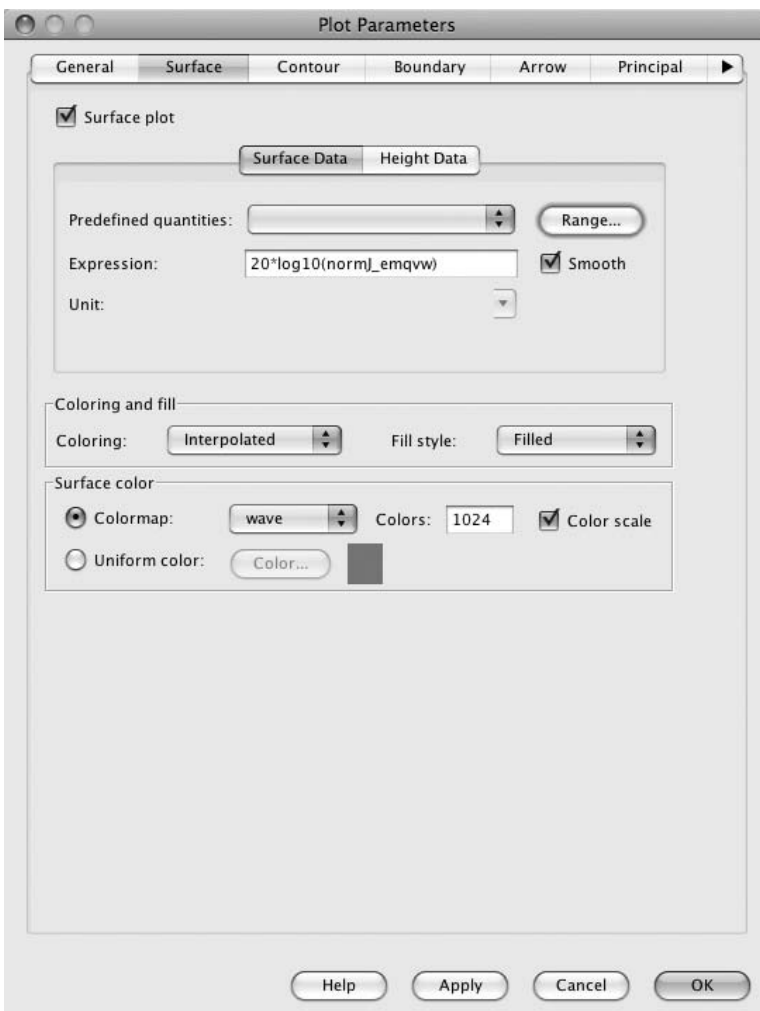 Plot Parameters
General Surface Contour Boundary Arrow Principal
Surface plot
Surface Data Height Data
Predefined quantities: Range...
Expression: 20*log10(normJ_emqvw) Smooth
Unit:
Coloring and fill
Coloring: Interpolated Fill style: Filled
Surface color
Colormap: wave Colors: 1024 Color scale
Uniform color: Color...
Help Apply Cancel OK